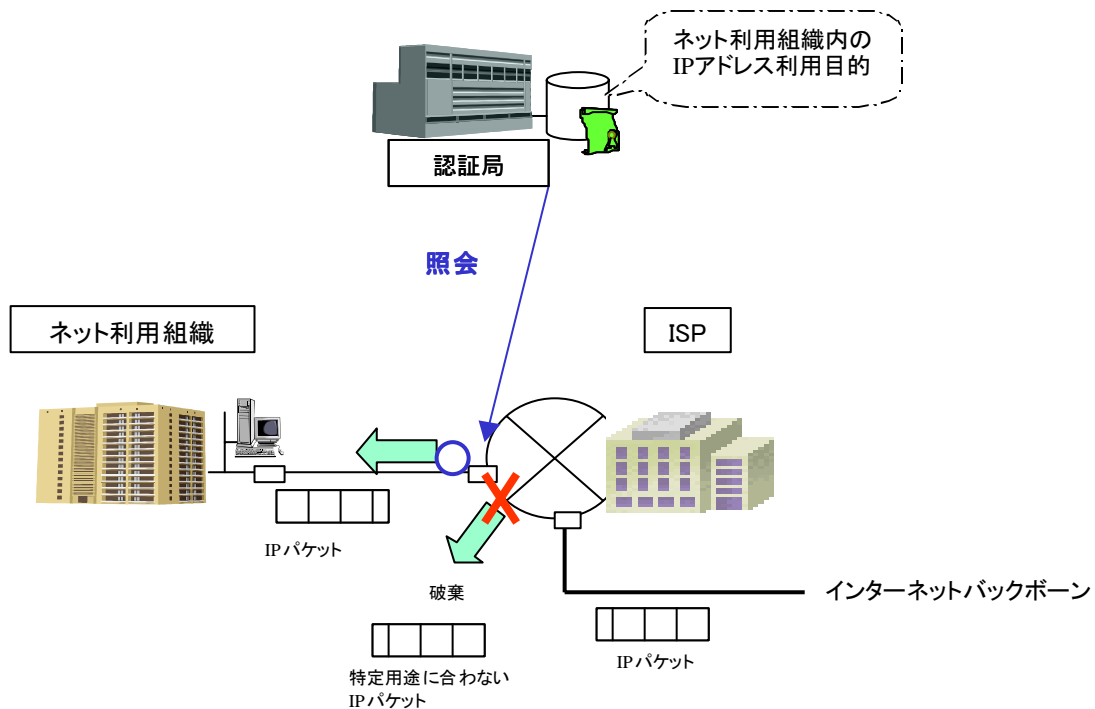 ネット利用組織内の
IPアドレス利用目的
認証局
照会
ネット利用組織
ISP
IPパケット
破棄
インターネットバックボーン
特定用途に合わない
IPパケット
IPパケット